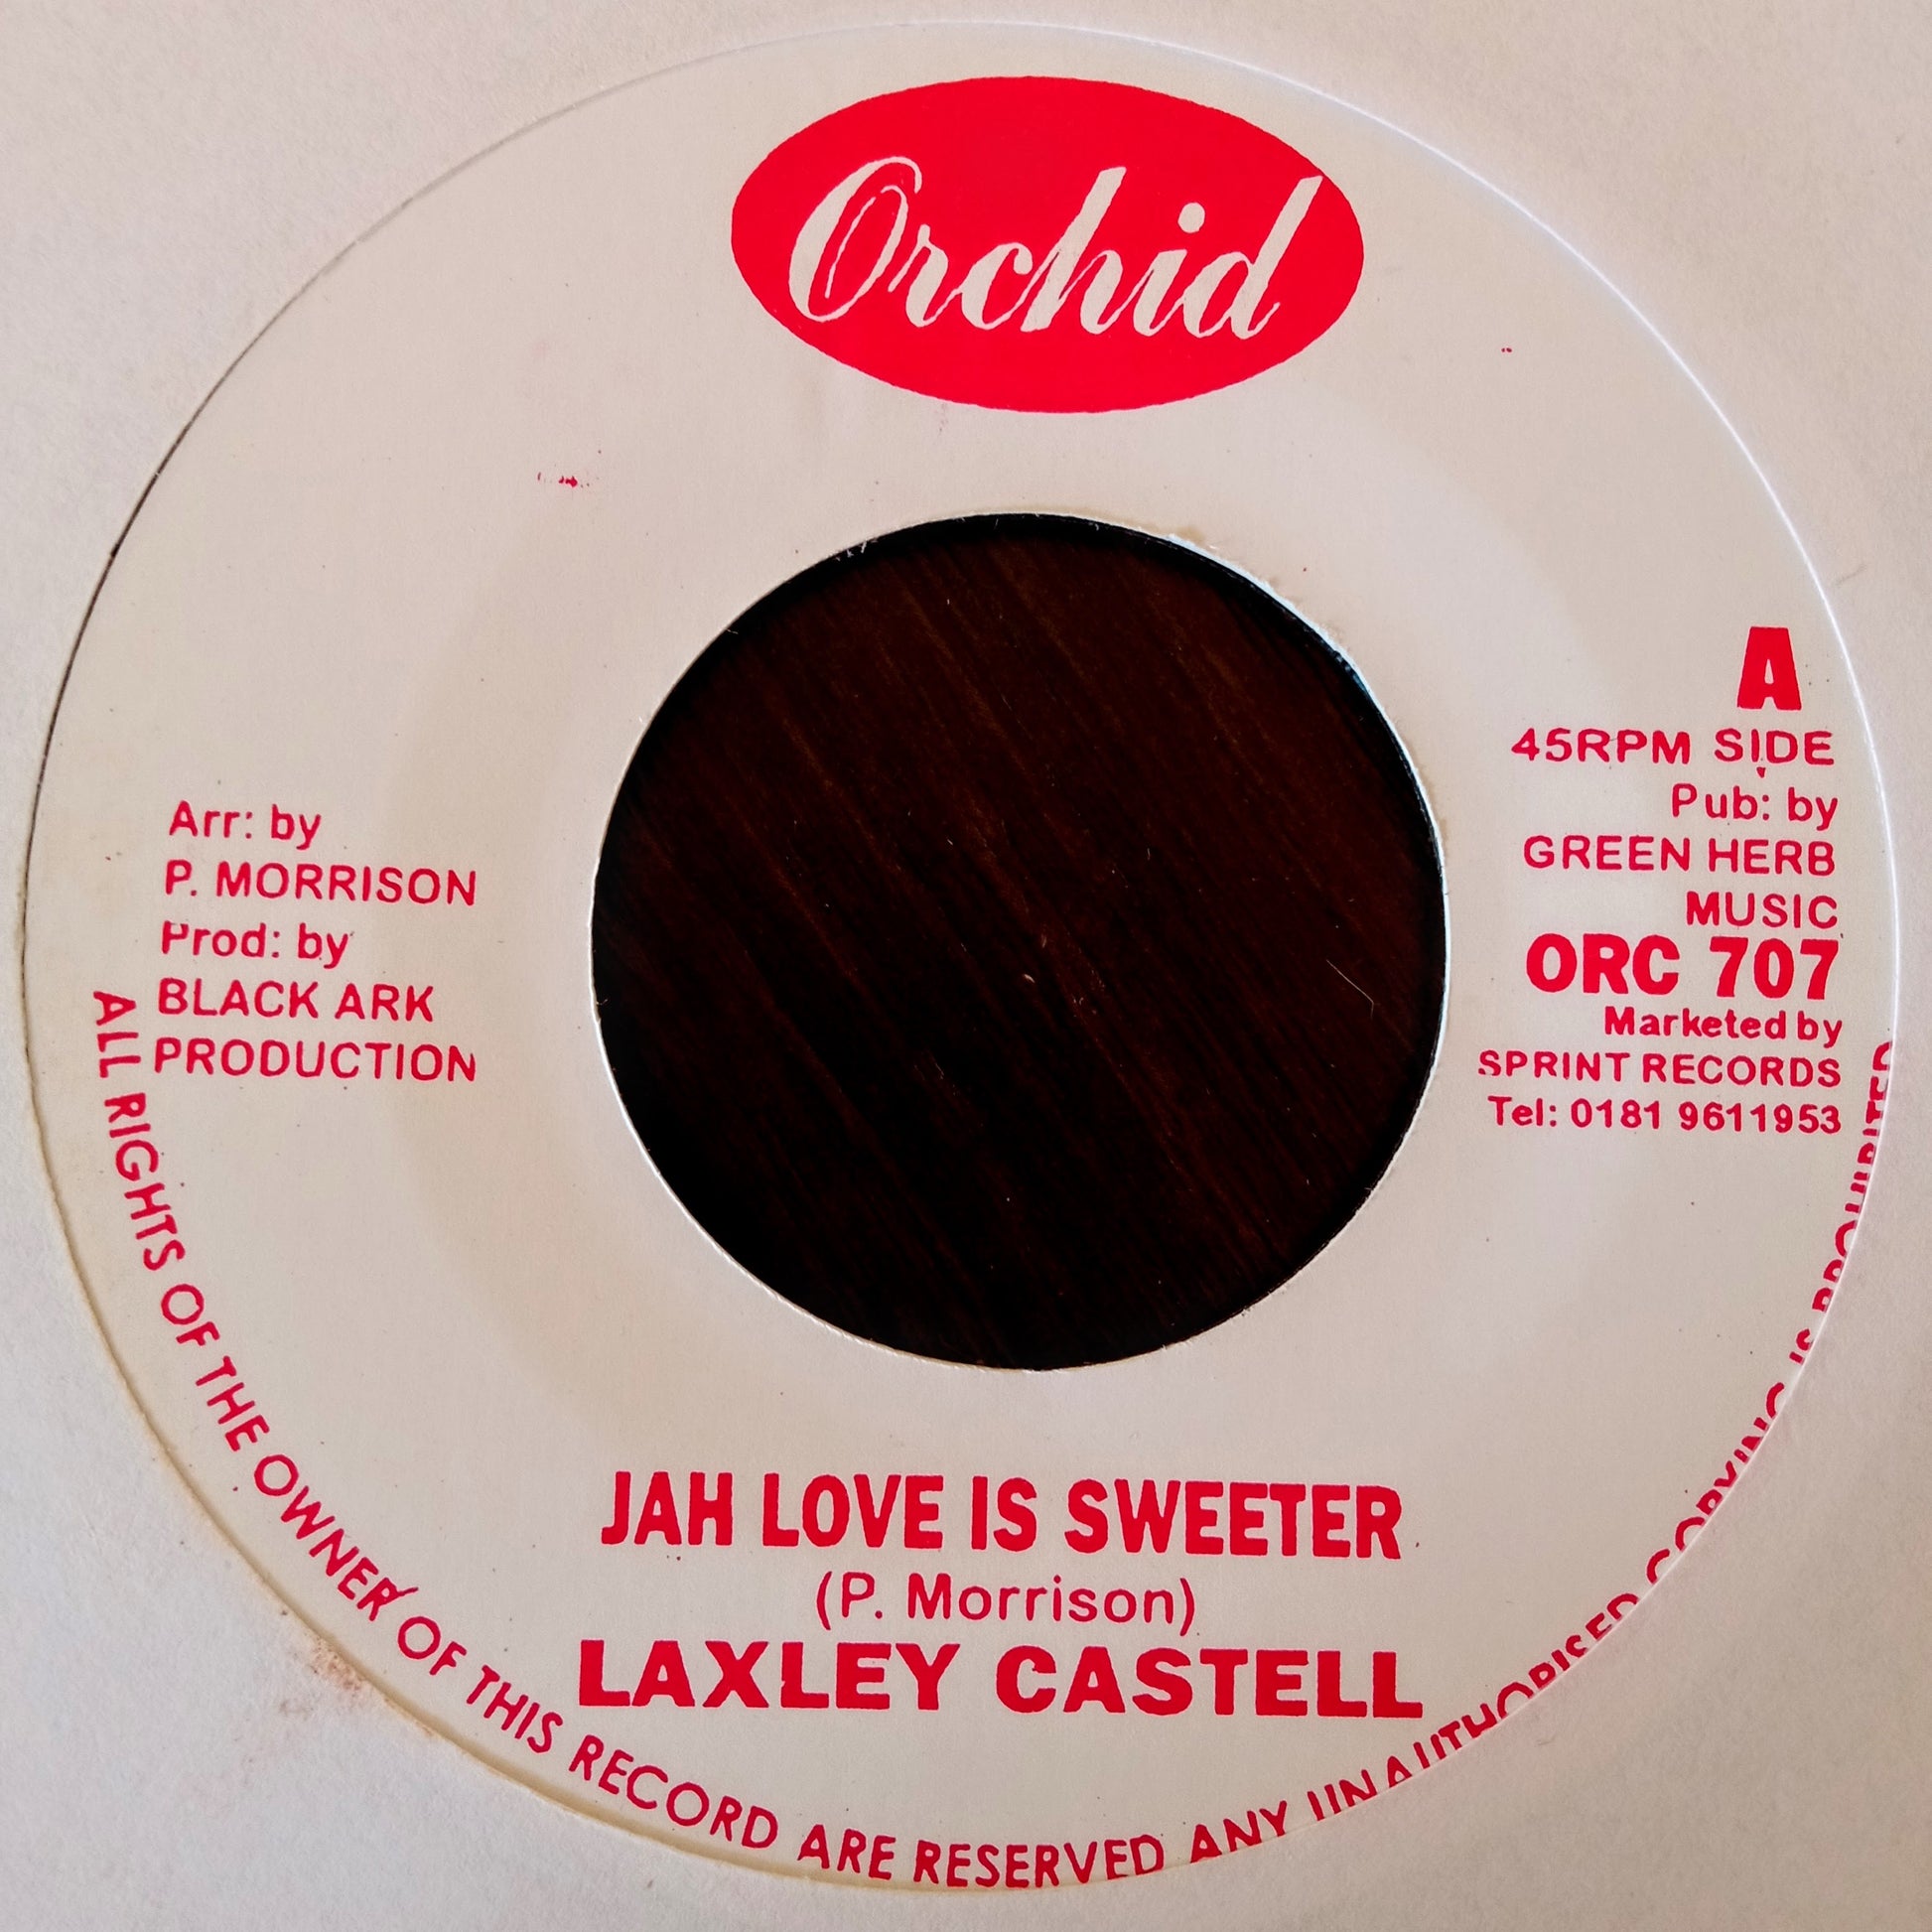 Orchid
A
45RPM SIDE
Pub: by
GREEN HERB
MUSIC
ORC 707
Marketed by
SPRINT RECORDS
Tel: 0181 9611953
Arr: by
P. MORRISON
Prod: by
BLACK ARK
PRODUCTION
JAH LOVE IS SWEETER
(P. Morrison)
LAXLEY CASTELL
ALL RIGHTS OF THE OWNER OF THIS RECORD ARE RESERVED ANY UNAUTHORISED COPYING IS PROHIBITED